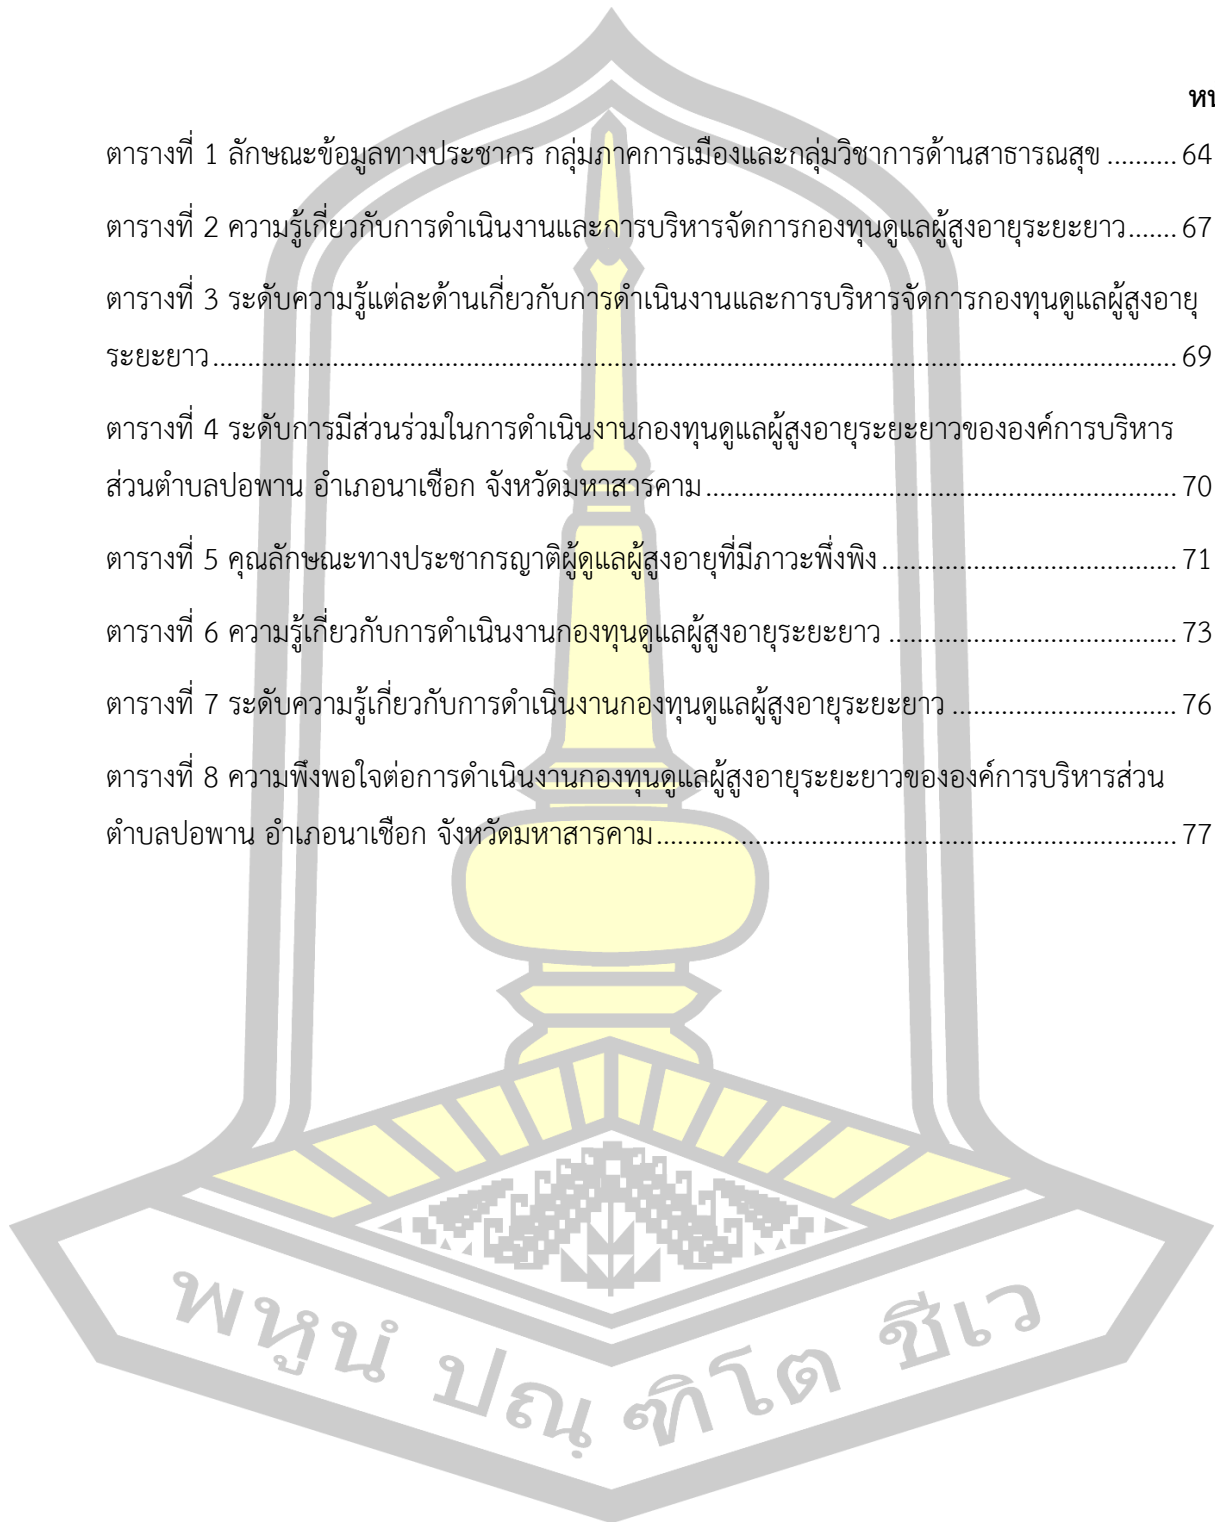 ตารางที่ 1 ลักษณะข้อมูลทางประชากร กลุ่มภาคการเมืองและกลุ่มวิชาการด้านสาธารณสุข .......... 64
ตารางที่ 2 ความรู้เกี่ยวกับการดำเนินงานและการบริหารจัดการกองทุนดูแลผู้สูงอายุระยะยาว....... 67
ตารางที่ 3 ระดับความรู้แต่ละด้านเกี่ยวกับการดำเนินงานและการบริหารจัดการกองทุนดูแลผู้สูงอายุ
ระยะยาว................................................................................................................................... 69
ตารางที่ 4 ระดับการมีส่วนร่วมในการดำเนินงานกองทุนดูแลผู้สูงอายุระยะยาวขององค์การบริหาร
ส่วนตำบลปอพาน อำเภอนาเชือก จังหวัดมหาสารคาม................................................................ 70
ตารางที่ 5 คุณลักษณะทางประชากรญาติผู้ดูแลผู้สูงอายุที่มีภาวะพึ่งพิง........................................ 71
ตารางที่ 6 ความรู้เกี่ยวกับการดำเนินงานกองทุนดูแลผู้สูงอายุระยะยาว ....................................... 73
ตารางที่ 7 ระดับความรู้เกี่ยวกับการดำเนินงานกองทุนดูแลผู้สูงอายุระยะยาว ............................... 76
ตารางที่ 8 ความพึงพอใจต่อการดำเนินงานกองทุนดูแลผู้สูงอายุระยะยาวขององค์การบริหารส่วน
ตำบลปอพาน อำเภอนาเชือก จังหวัดมหาสารคาม....................................................................... 77
พหูนํ ปณฺฑิโต ชีเว